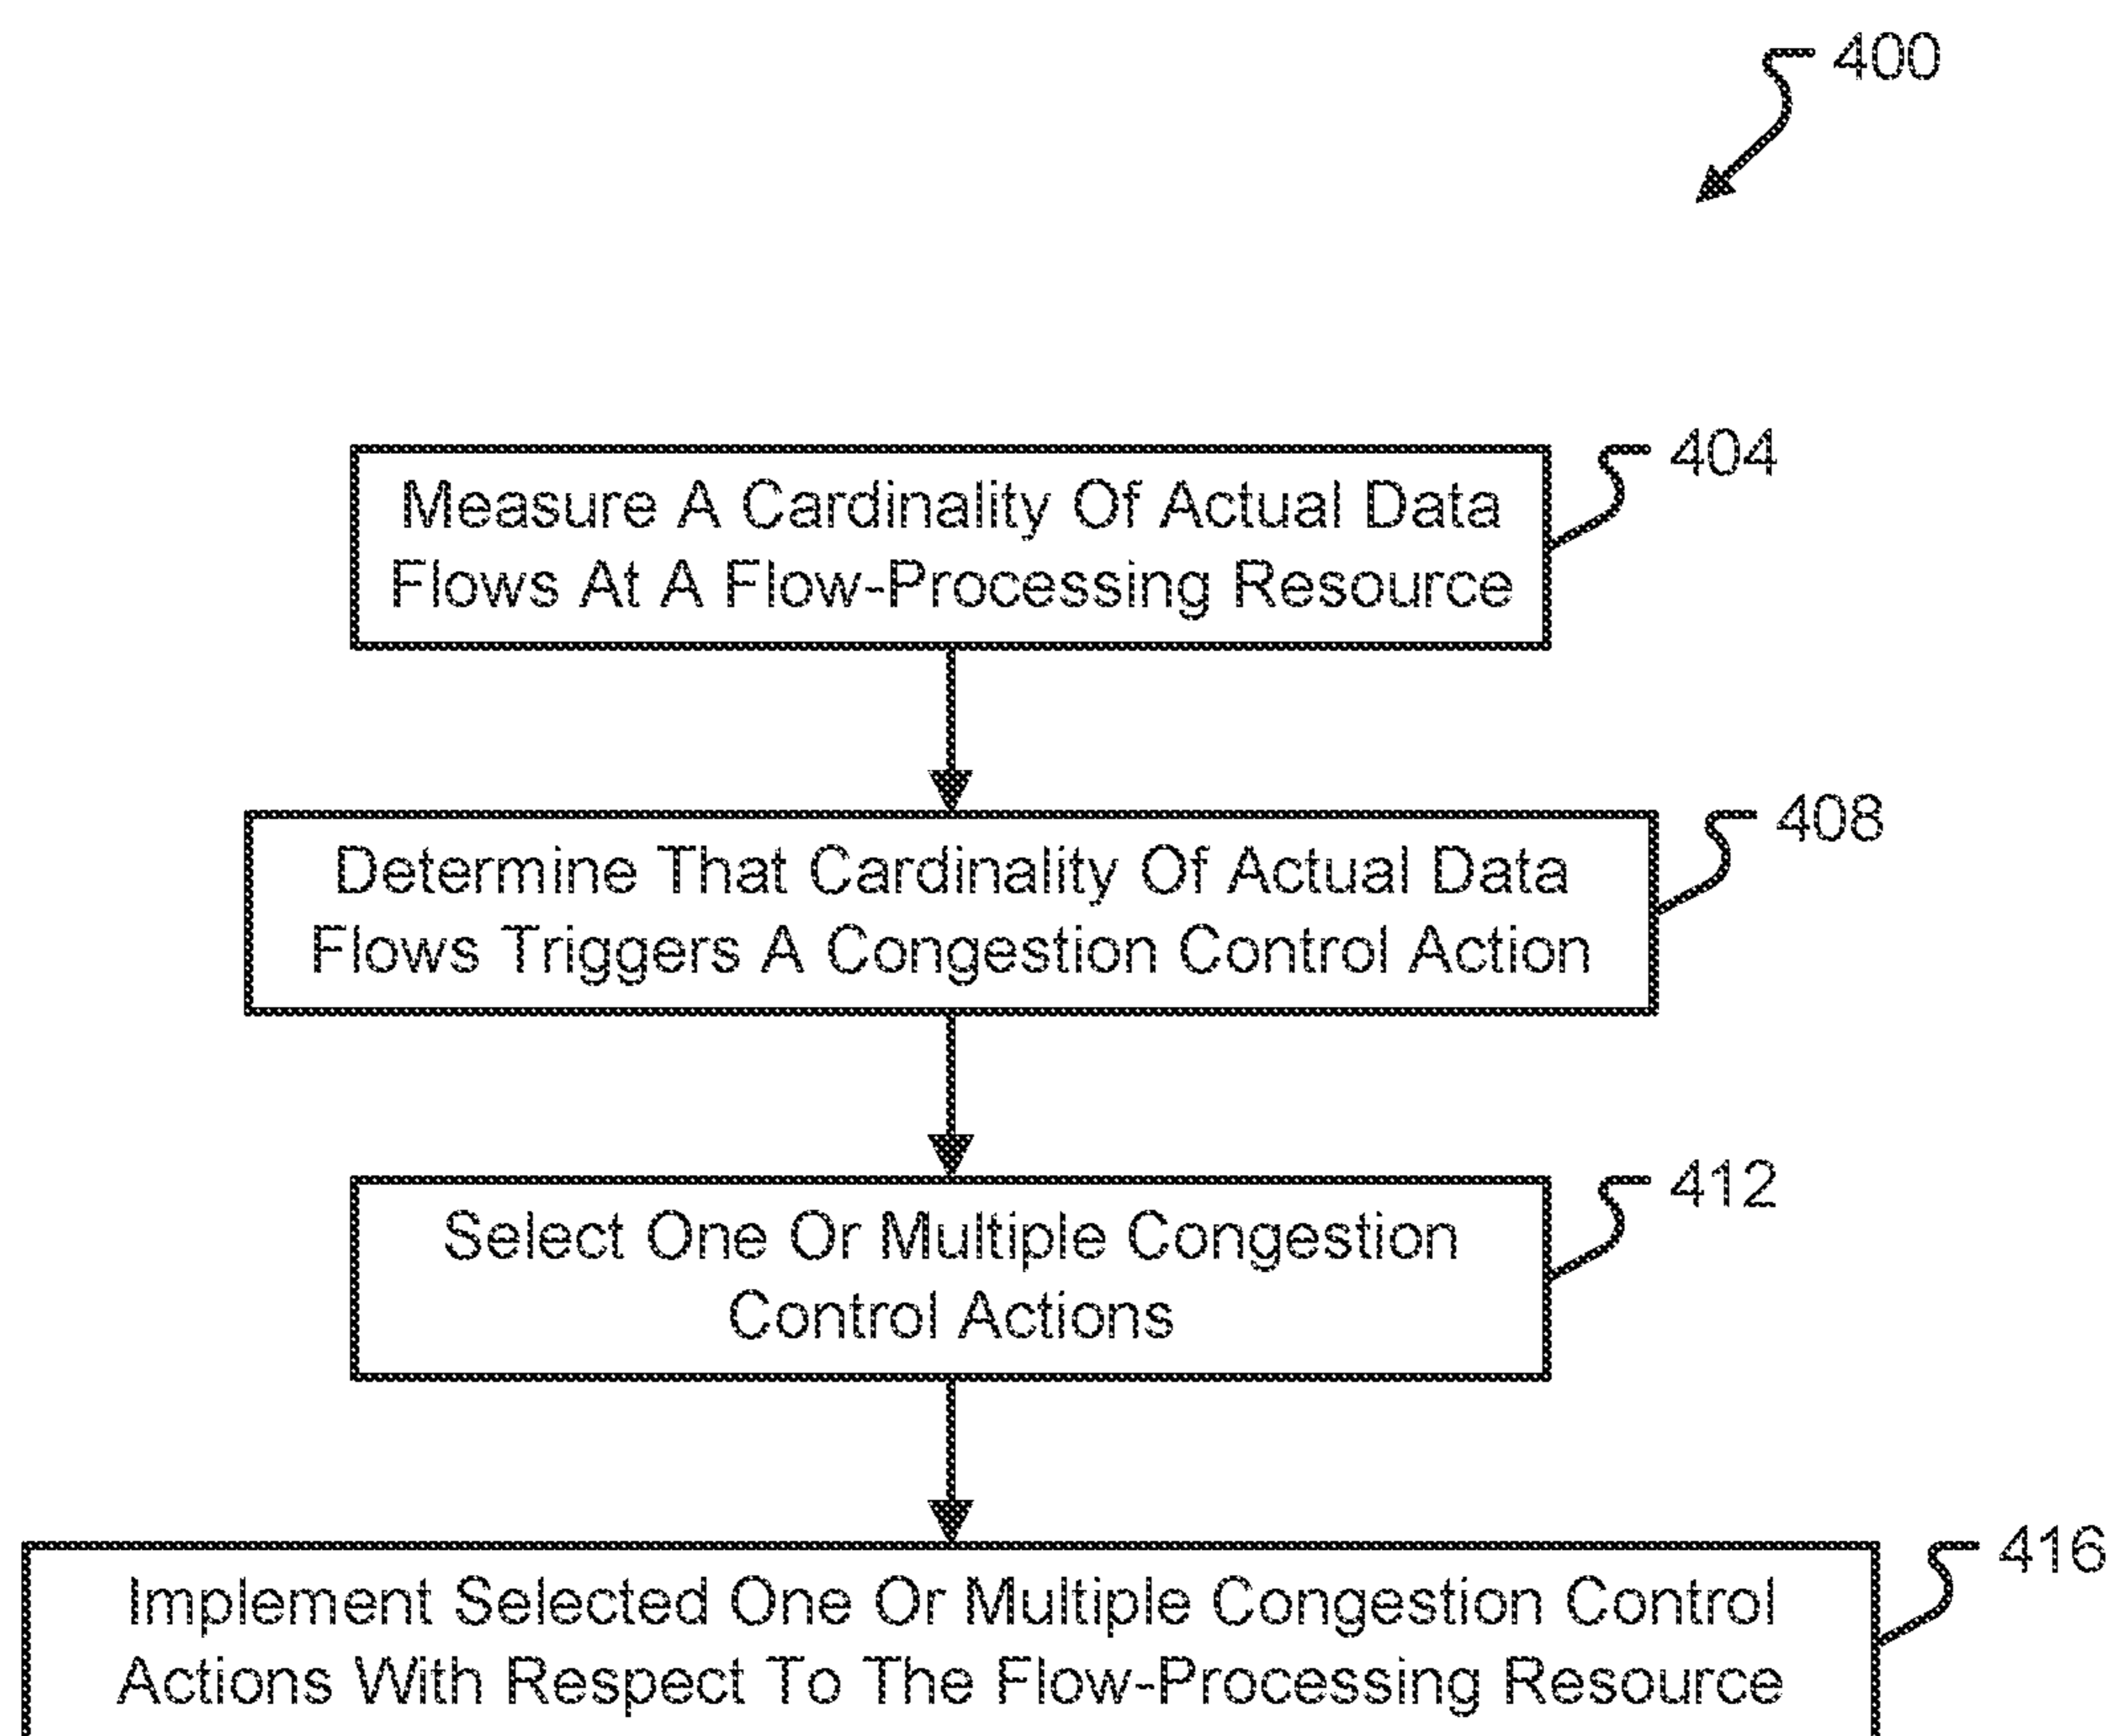 400
404
Measure A Cardinality Of Actual Data
Flows At A Flow-Processing Resource
408
Determine That Cardinality Of Actual Data
Flows Triggers A Congestion Control Action
412
Select One Or Multiple Congestion
Control Actions
416
Implement Selected One Or Multiple Congestion Control
Actions With Respect To The Flow-Processing Resource